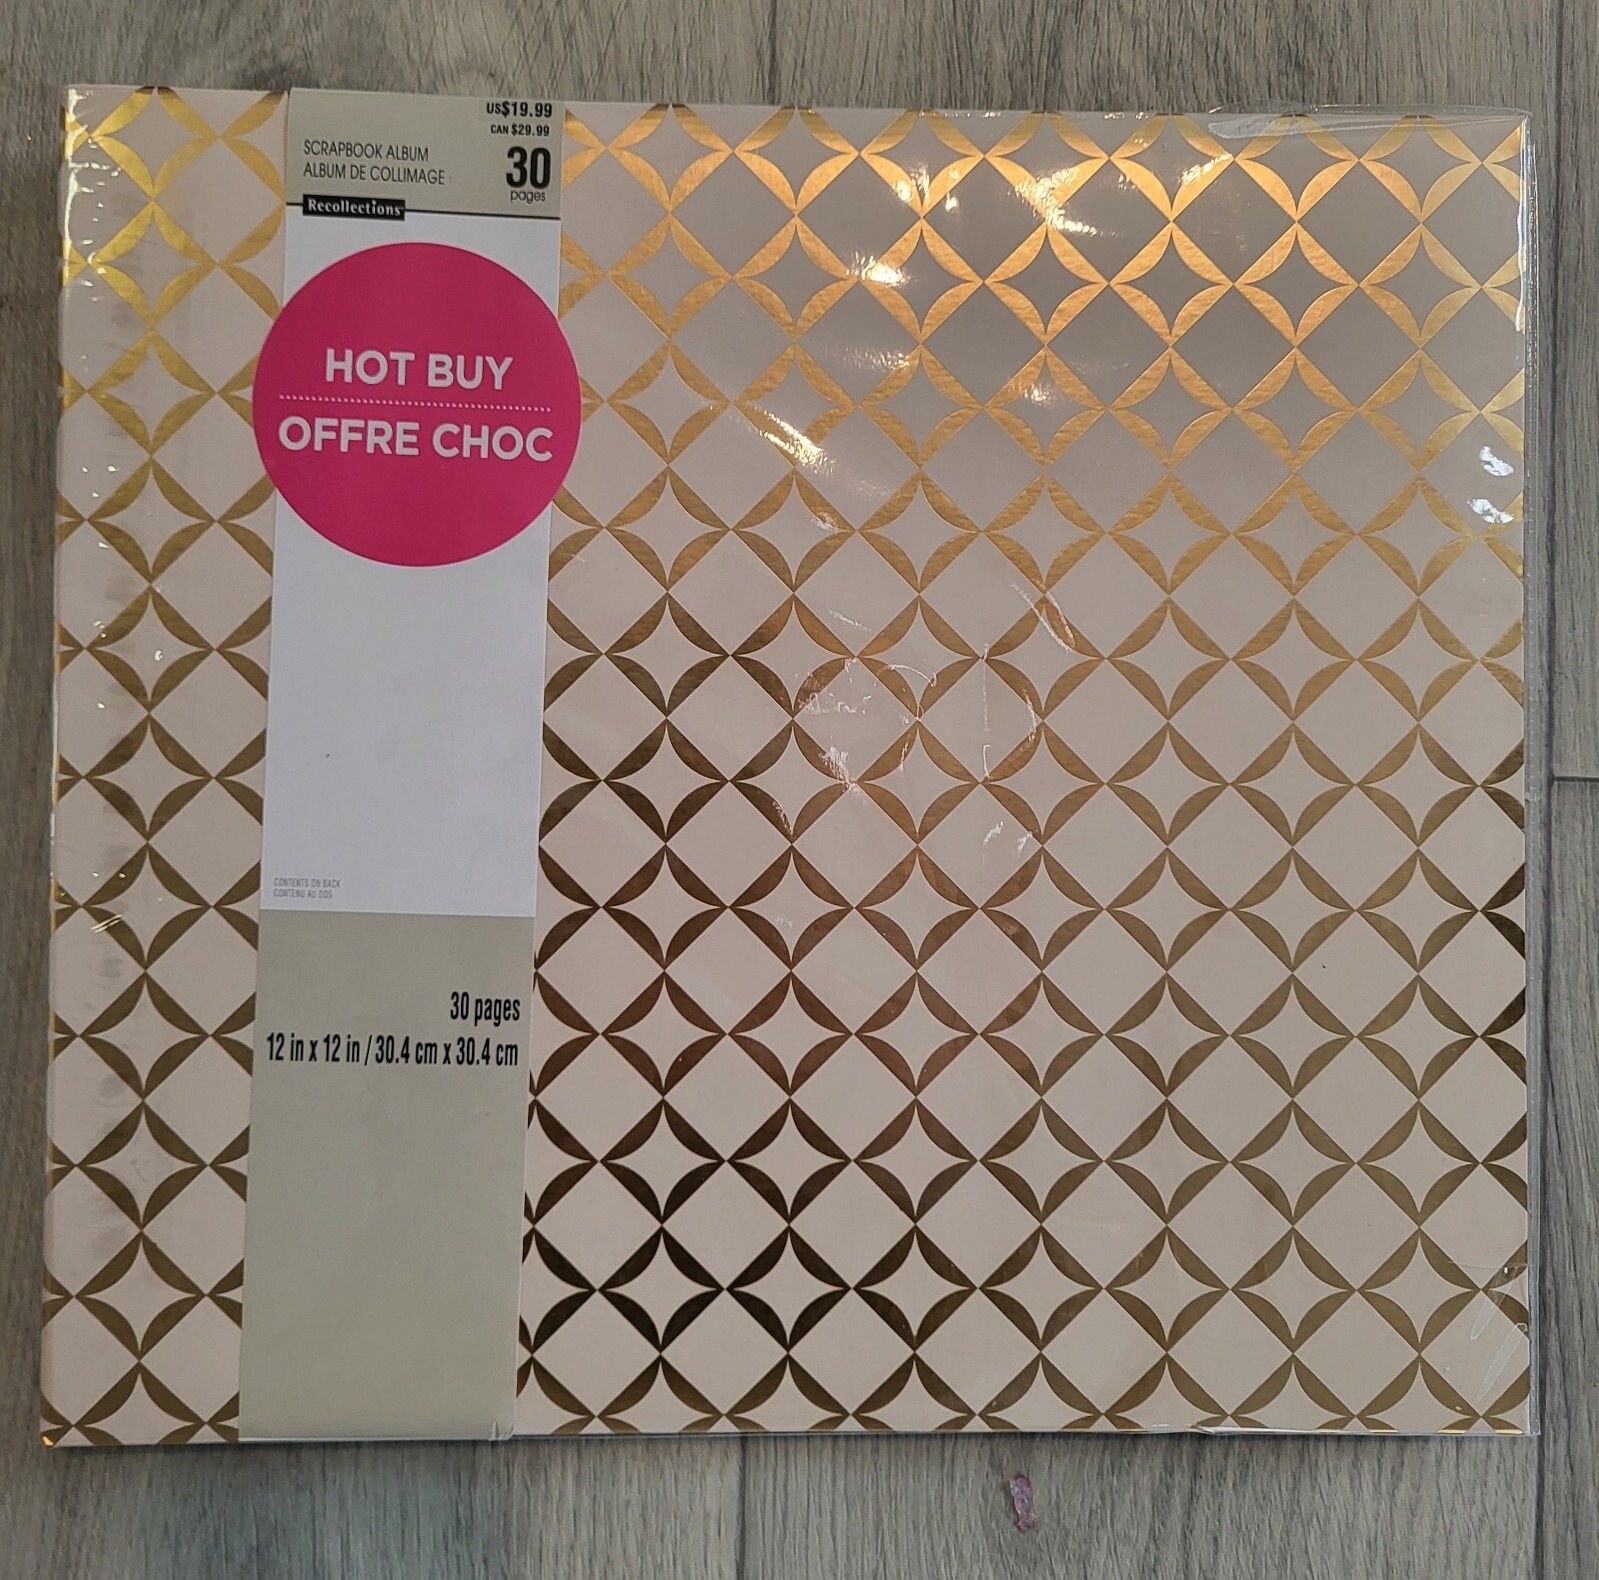 US$19.99
CAN $29.99
SCRAPBOOK ALBUM
ALBUM DE COLLIMAGE
30
pages
Recollections
HOT BUY
OFFRE CHOC
CONTENTS ON BACK
CONTENU AU DOS
30 pages
12 in x 12 in / 30.4 cm x 30.4 cm